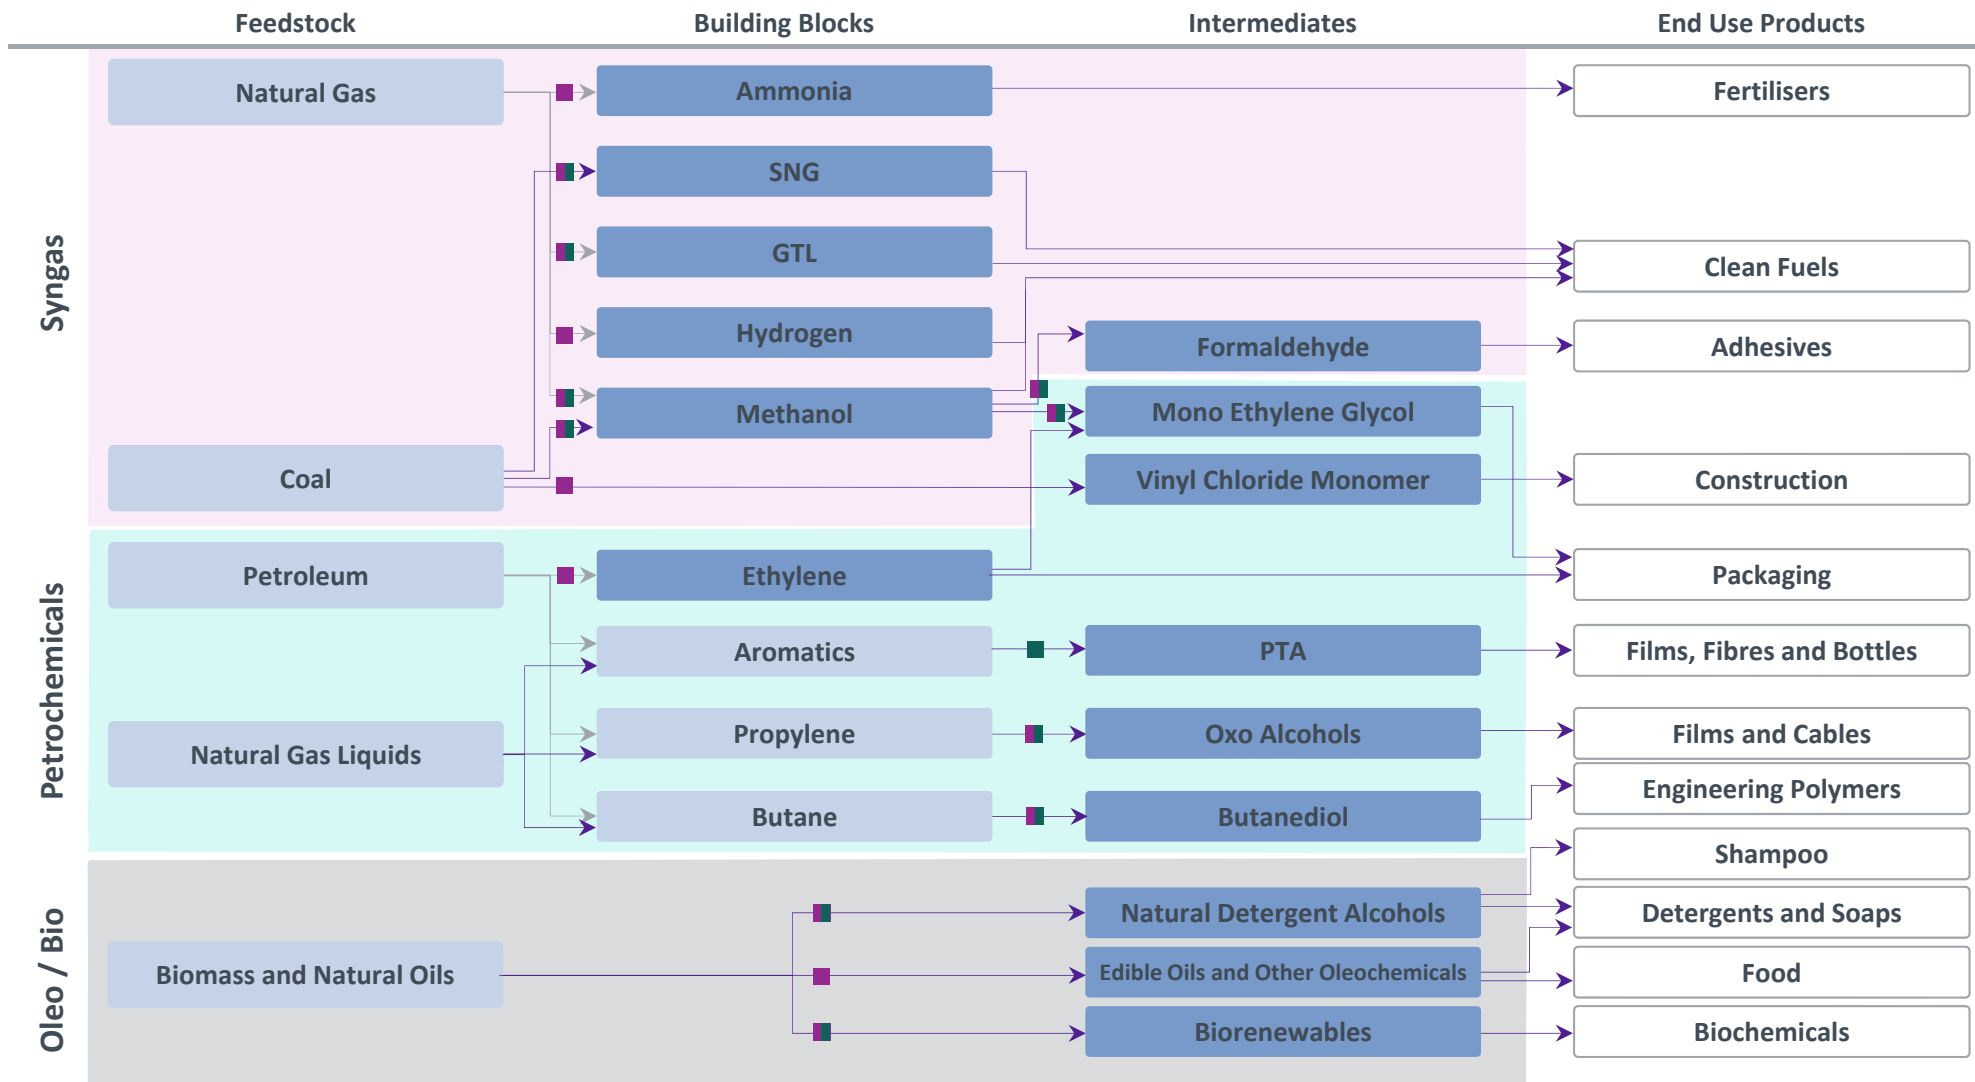 Feedstock
Building Blocks
Intermediates
End Use Products
Syngas
Natural Gas
Ammonia
Fertilisers
SNG
GTL
Clean Fuels
Hydrogen
Formaldehyde
Adhesives
Methanol
Mono Ethylene Glycol
Coal
Vinyl Chloride Monomer
Construction
Petrochemicals
Petroleum
Ethylene
Packaging
Aromatics
PTA
Films, Fibres and Bottles
Natural Gas Liquids
Propylene
Oxo Alcohols
Films and Cables
Engineering Polymers
Butane
Butanediol
Shampoo
Oleo / Bio
Natural Detergent Alcohols
Detergents and Soaps
Biomass and Natural Oils
Edible Oils and Other Oleochemicals
Food
Biorenewables
Biochemicals